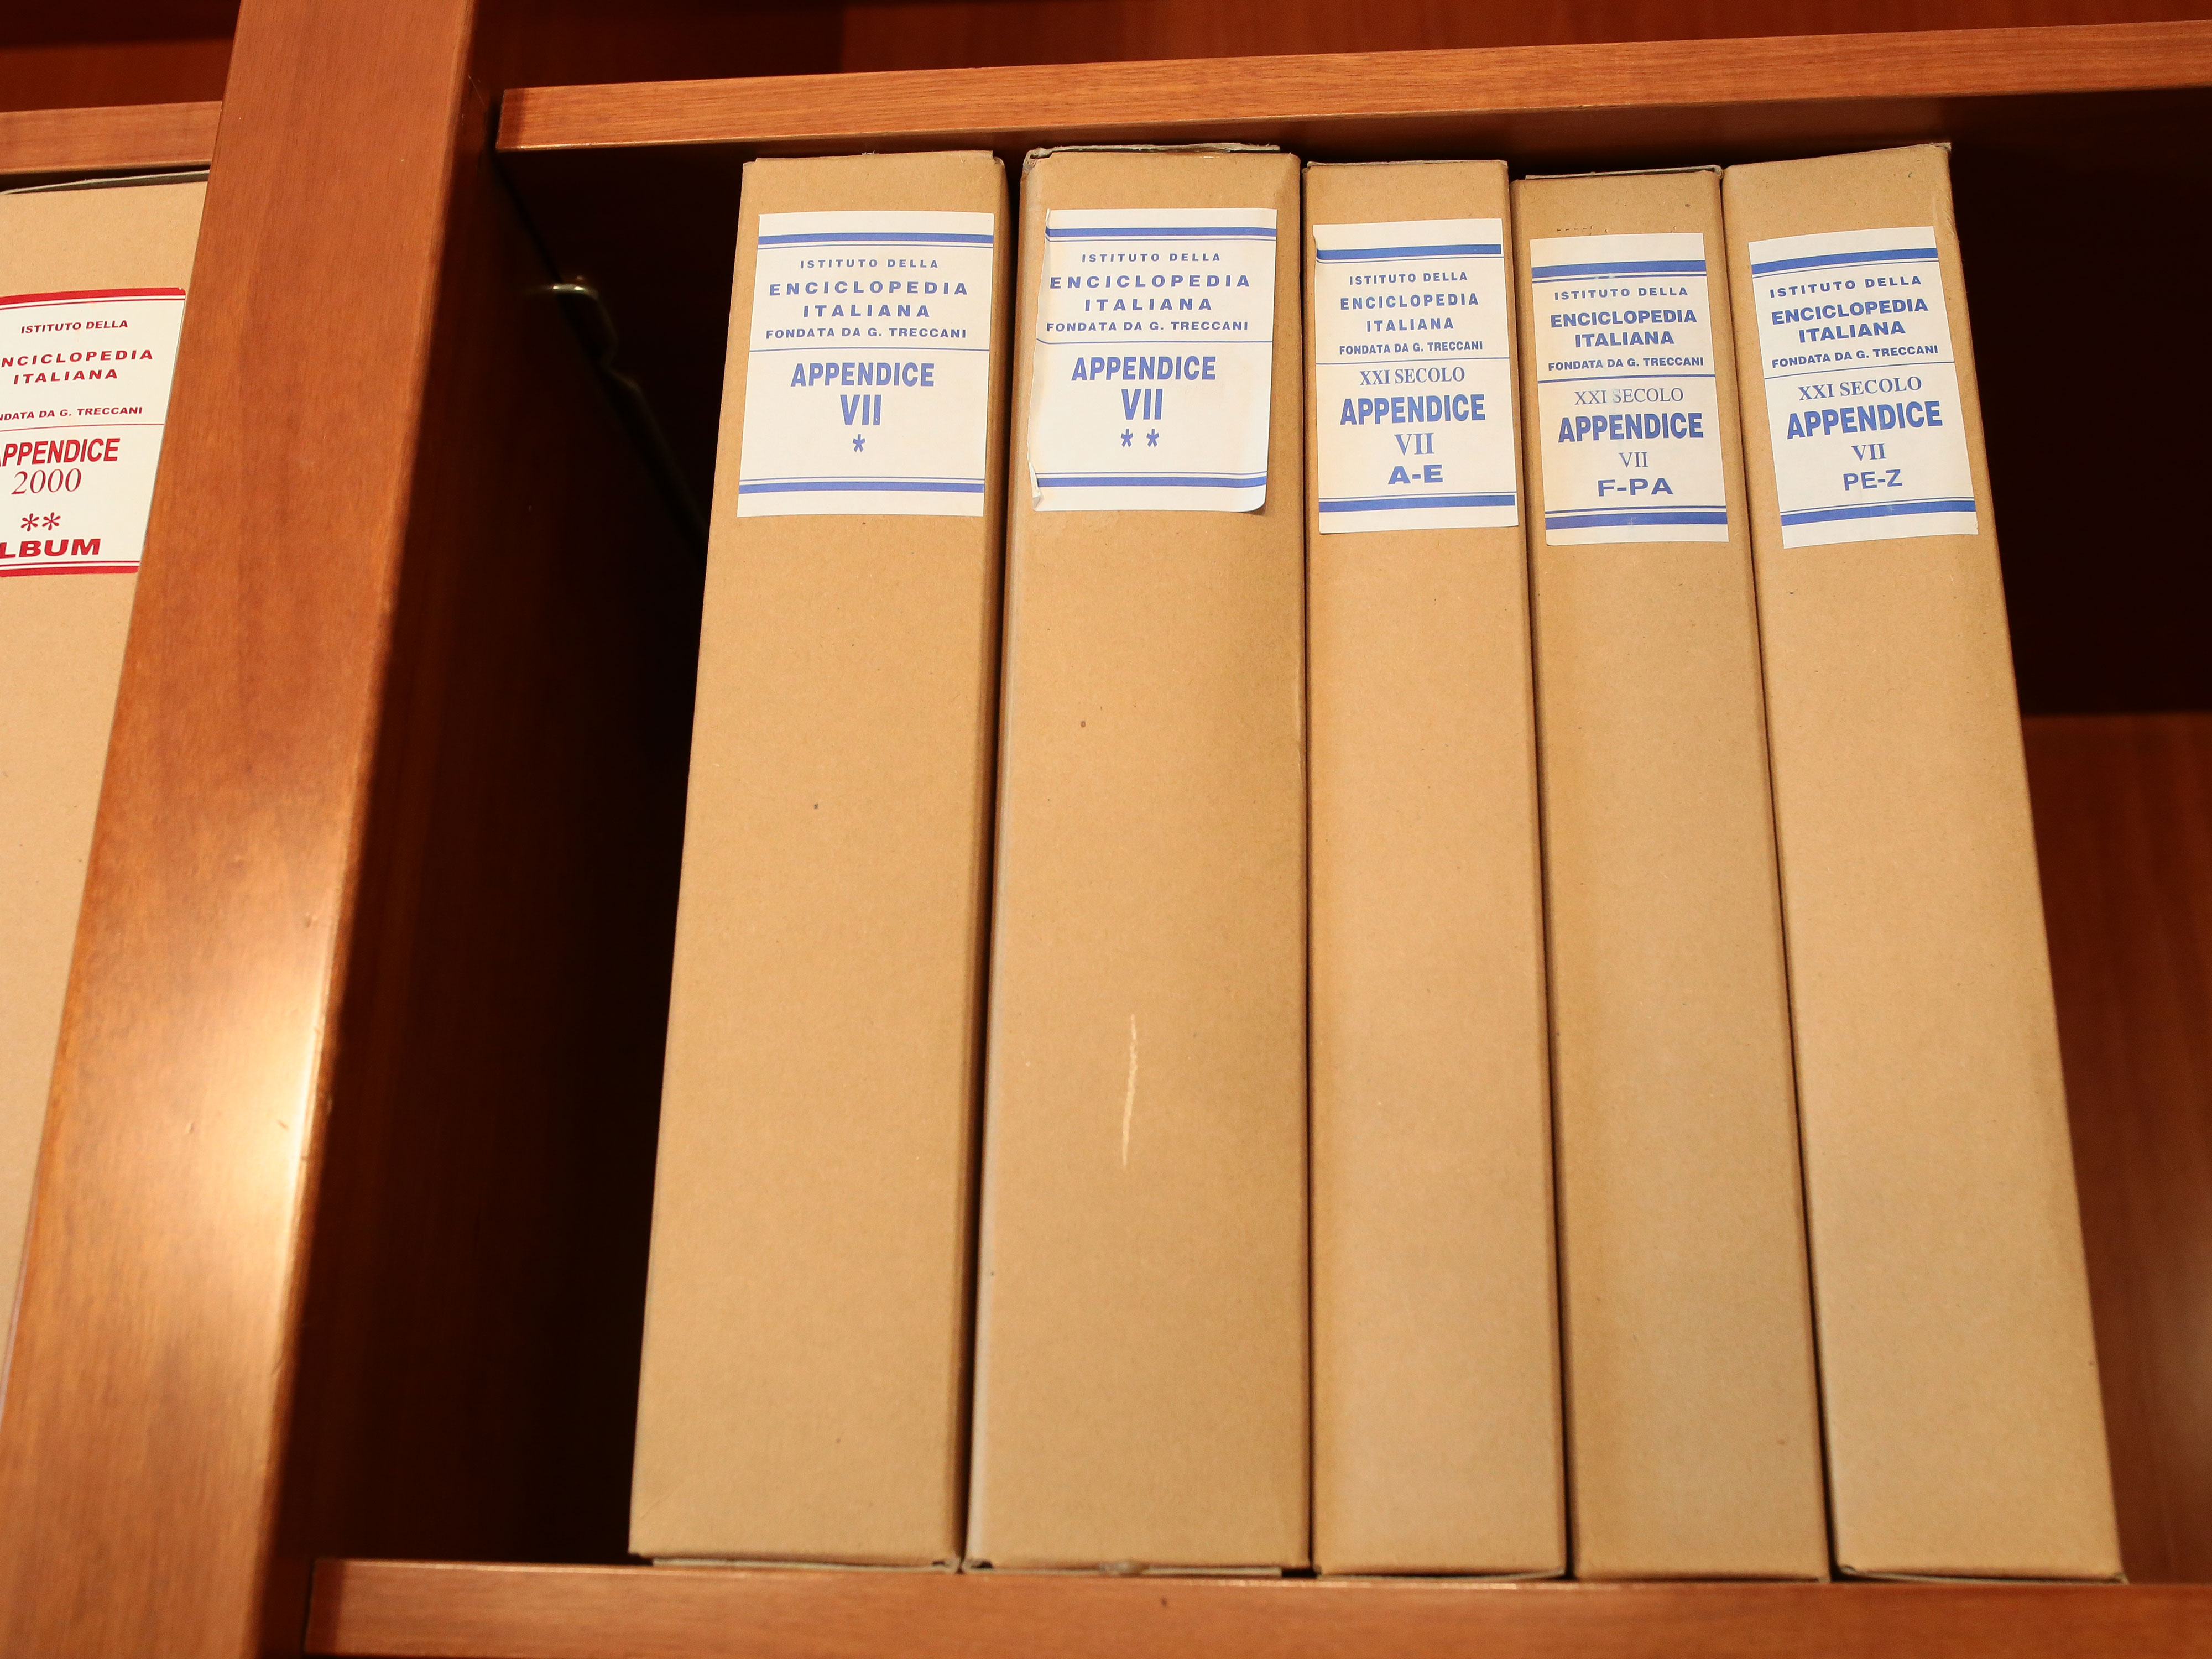 ISTITUTO DELLA
NCICLOPEDIA
ITALIANA
NDATA DA G. TRECCANI
PPENDICE
2000
**
LBUM
ISTITUTO DELLA
ENCICLOPEDIA
ITALIANA
FONDATA DA G. TRECCANI
APPENDICE
VII
*
ISTITUTO DELLA
ENCICLOPEDIA
ITALIANA
FONDATA DA G. TRECCANI
APPENDICE
VII
* *
ISTITUTO DELLA
ENCICLOPEDIA
ITALIANA
FONDATA DA G. TRECCANI
XXI SECOLO
APPENDICE
VII
A-E
ISTITUTO DELLA
ENCICLOPEDIA
ITALIANA
FONDATA DA G. TRECCANI
XXI SECOLO
APPENDICE
VII
F-PA
ISTITUTO DELLA
ENCICLOPEDIA
ITALIANA
FONDATA DA G. TRECCANI
XXI SECOLO
APPENDICE
VII
PE-Z